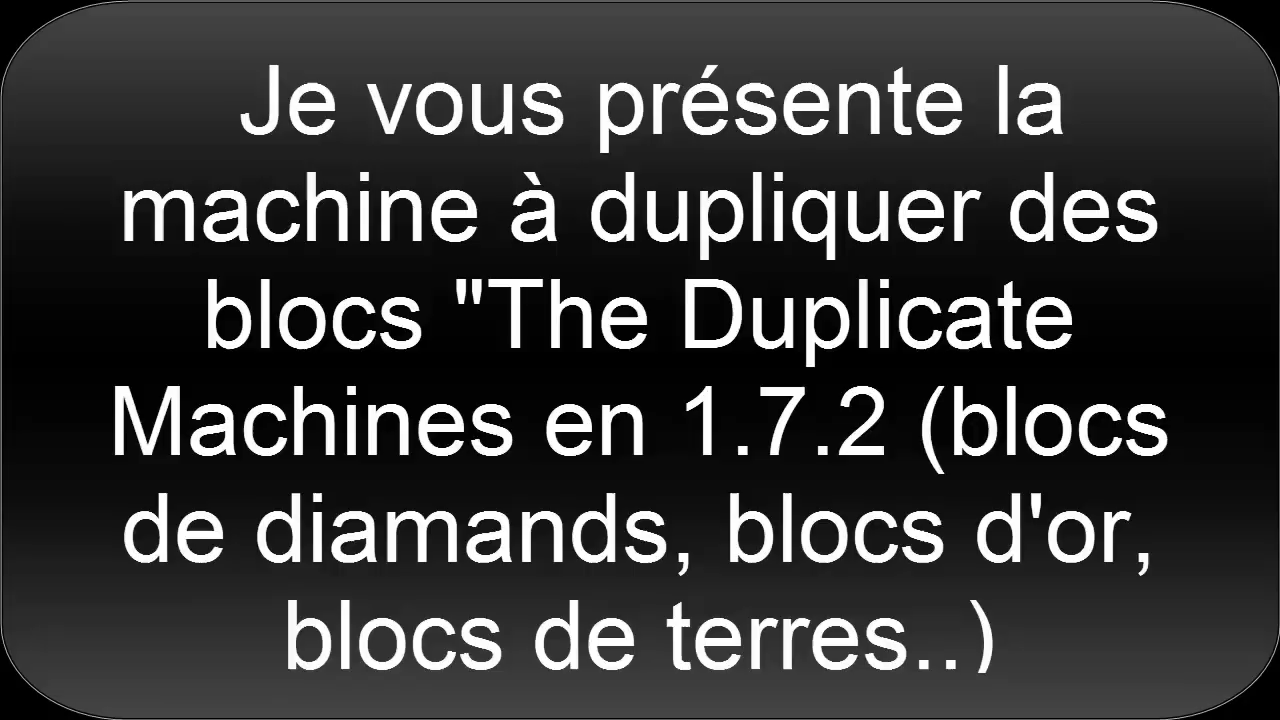 Je vous présente la
machine à dupliquer des
blocs "The Duplicate
Machines en 1.7.2 (blocs
de diamands, blocs d'or,
blocs de terres..)